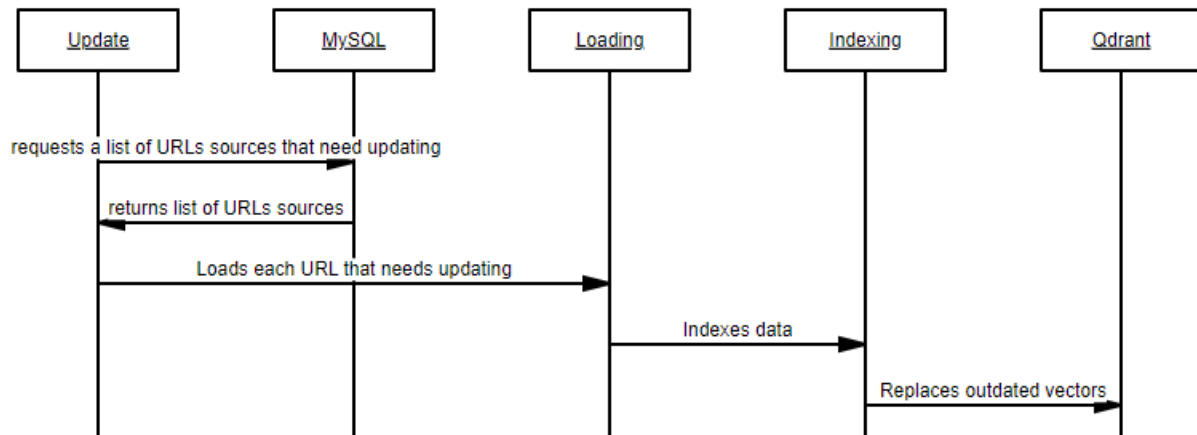 Update
MySQL
Loading
Indexing
Qdrant
requests a list of URLs sources that need updating
returns list of URLs sources
Loads each URL that needs updating
Indexes data
Replaces outdated vectors